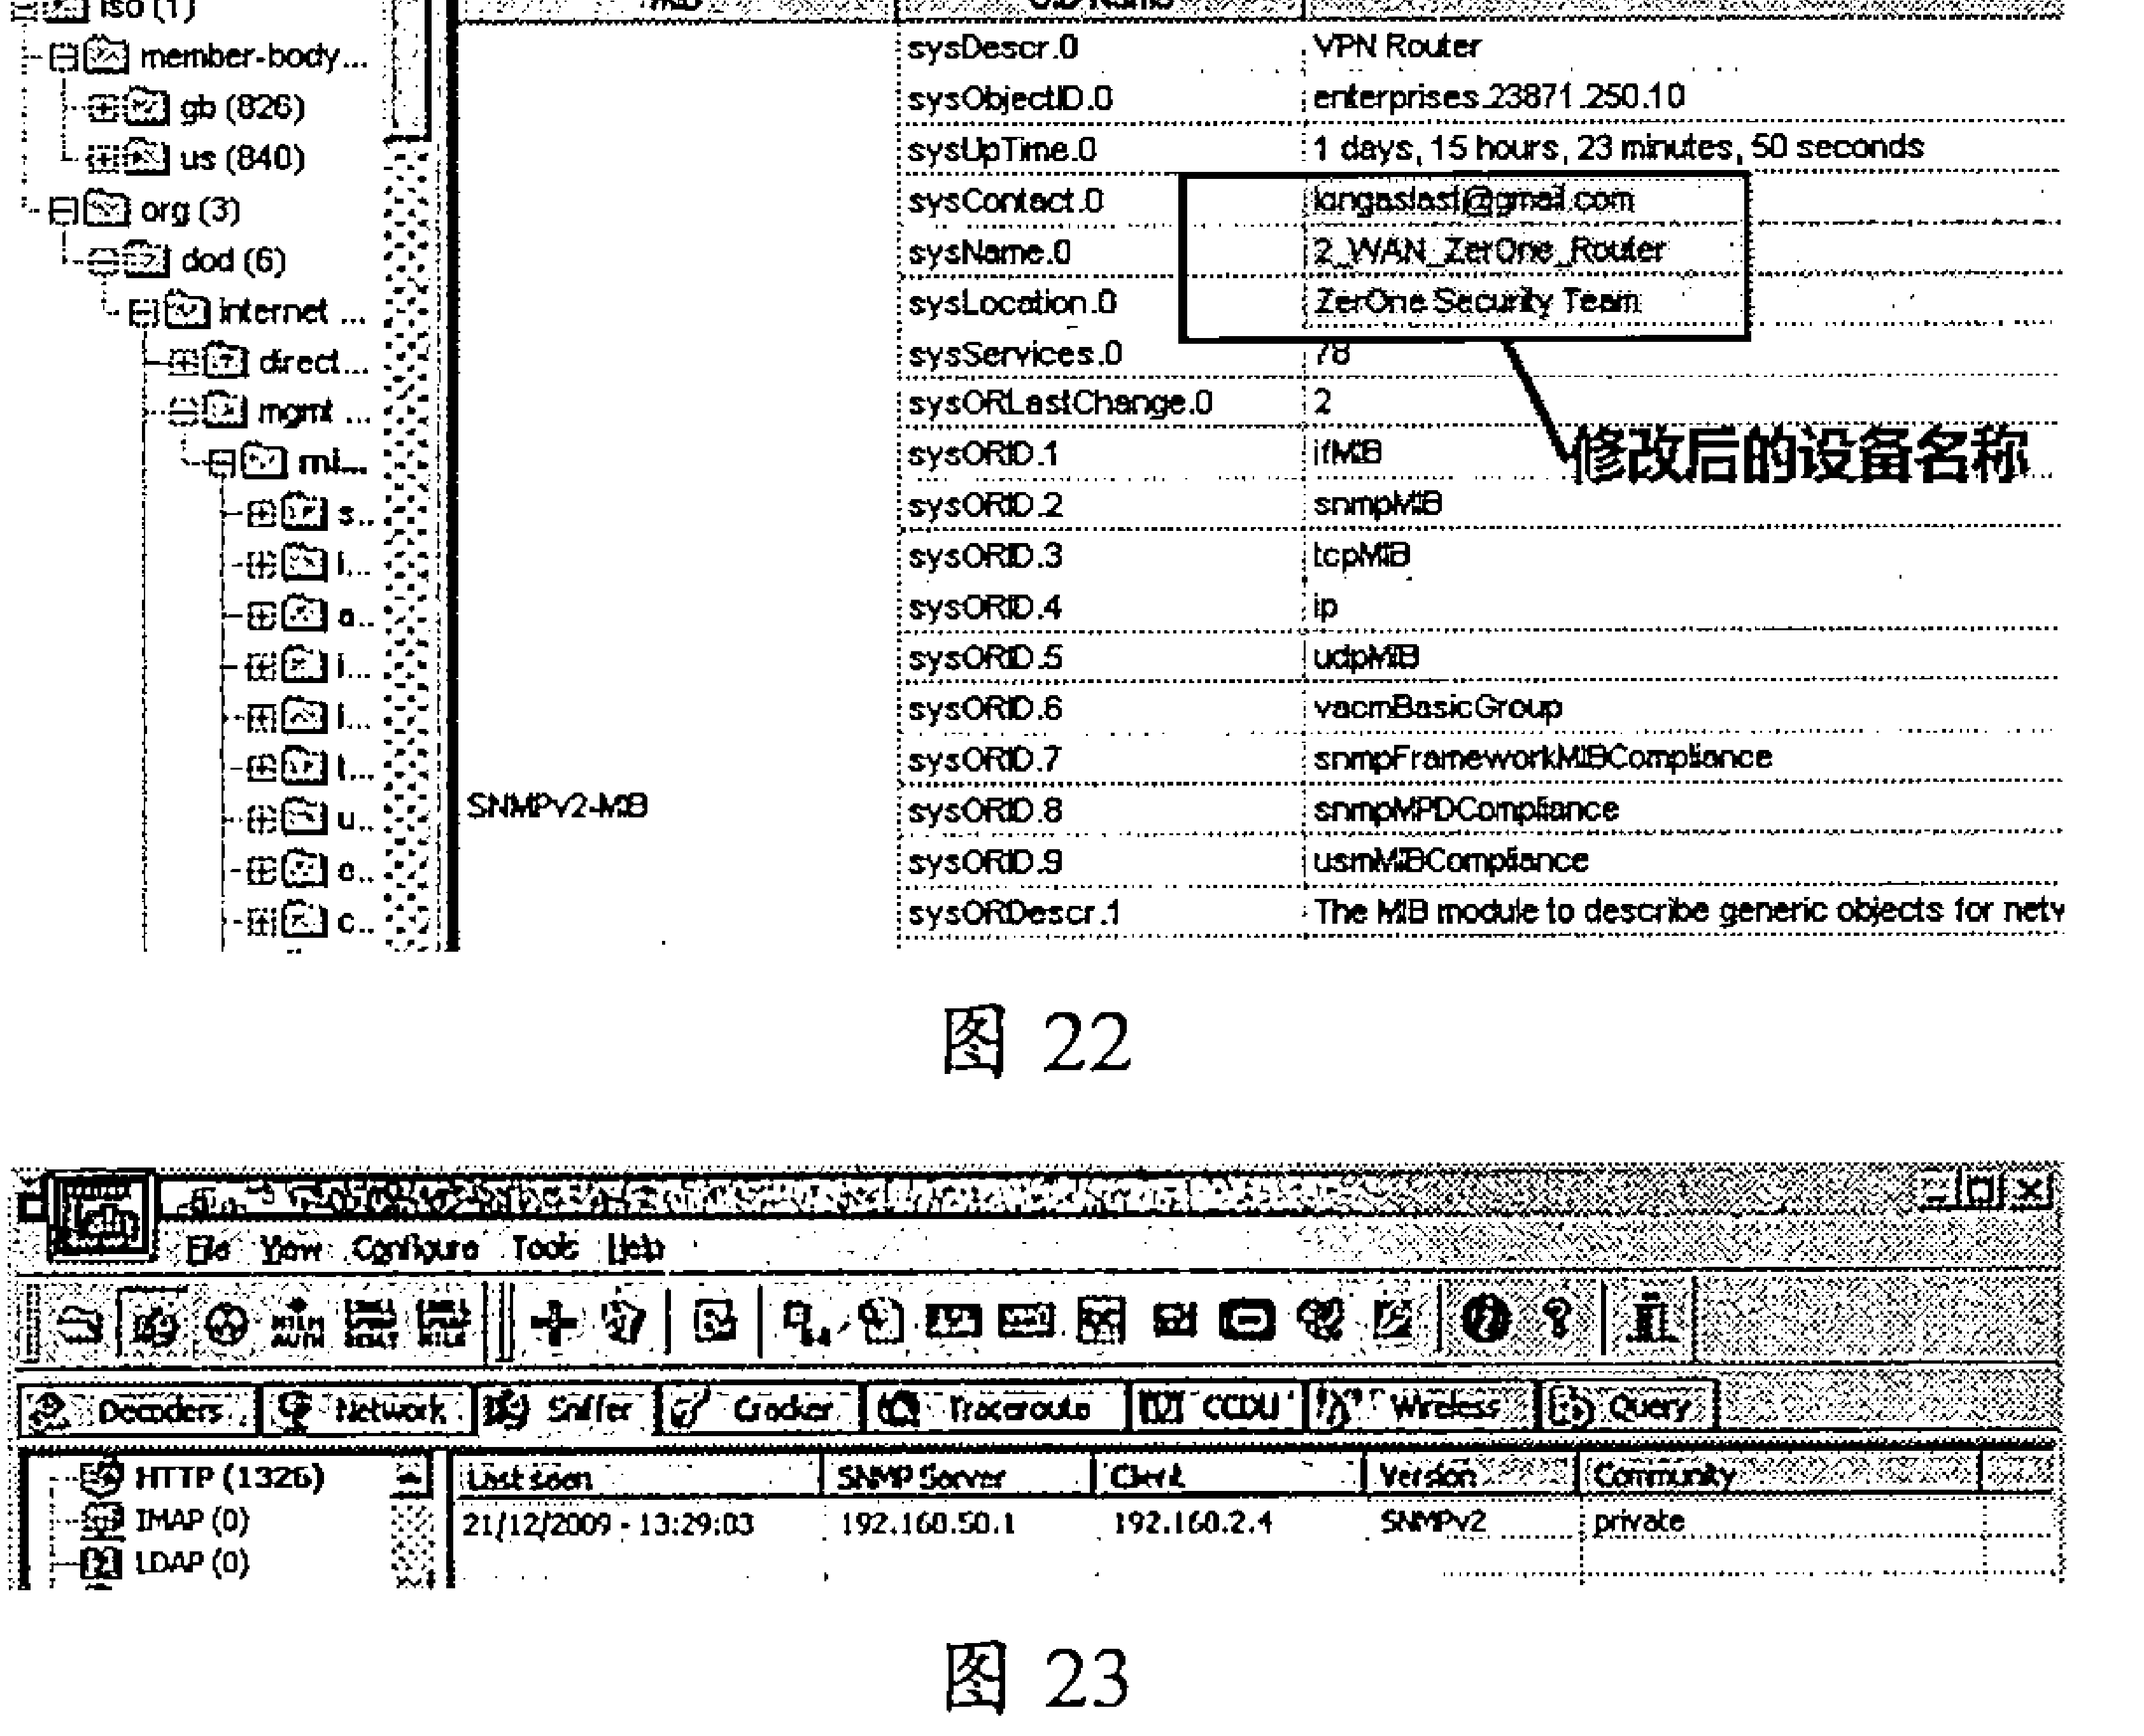 iso (1)
member-body...
gb (826)
us (840)
org (3)
dod (6)
internet ...
direct...
mgmt ...
mi...
s..
i...
a..
i...
i...
t...
u..
e..
c..
SNMPv2-MIB
sysDescr.0 VPN Router
sysObjectID.0 enterprises.23871.250.10
sysUpTime.0 1 days, 15 hours, 23 minutes, 50 seconds
sysContact.0 @gmail.com
sysName.0 2_WAN_ZerOne_Router
sysLocation.0 ZerOne Security Team
sysServices.0 78
sysORLastChange.0 2
修改后的设备名称
sysORID.1 ifMIB
sysORID.2 snmpMIB
sysORID.3 tcpMIB
sysORID.4 ip
sysORID.5 udpMIB
sysORID.6 vacmBasicGroup
sysORID.7 snmpFrameworkMIBCompliance
sysORID.8 snmpMPDCompliance
sysORID.9 usmMIBCompliance
sysORDescr.1 The MIB module to describe generic objects for netw
图 22
File View Configure Tools Help
Decoders Network Sniffer Cracker Traceroute CCDU Wireless Query
HTTP (1326)
IMAP (0)
LDAP (0)
Last seen SNMP Server Client Version Community
21/12/2009 - 13:29:03 192.160.50.1 192.160.2.4 SNMPv2 private
图 23